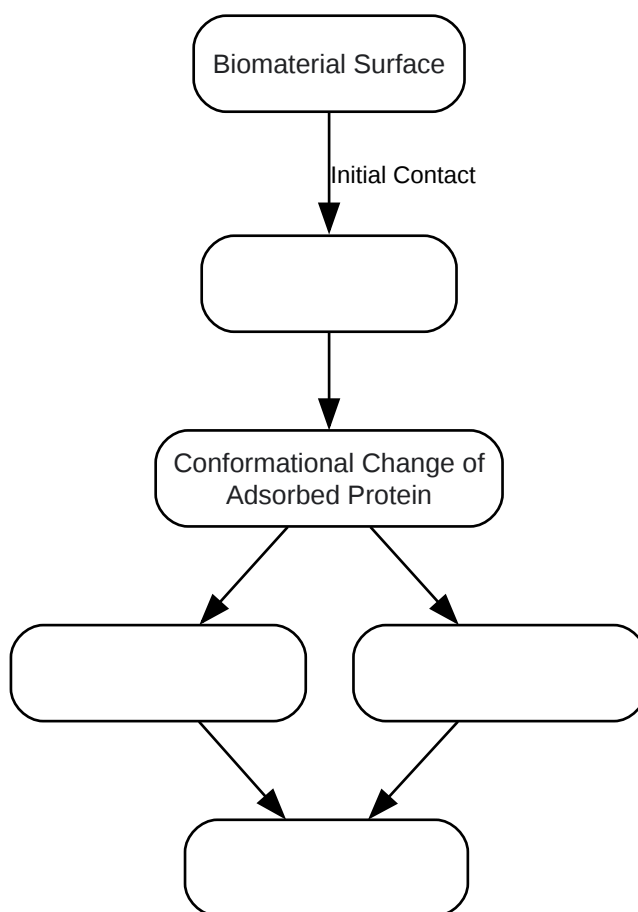 Biomaterial Surface
Initial Contact
Conformational Change of
Adsorbed Protein